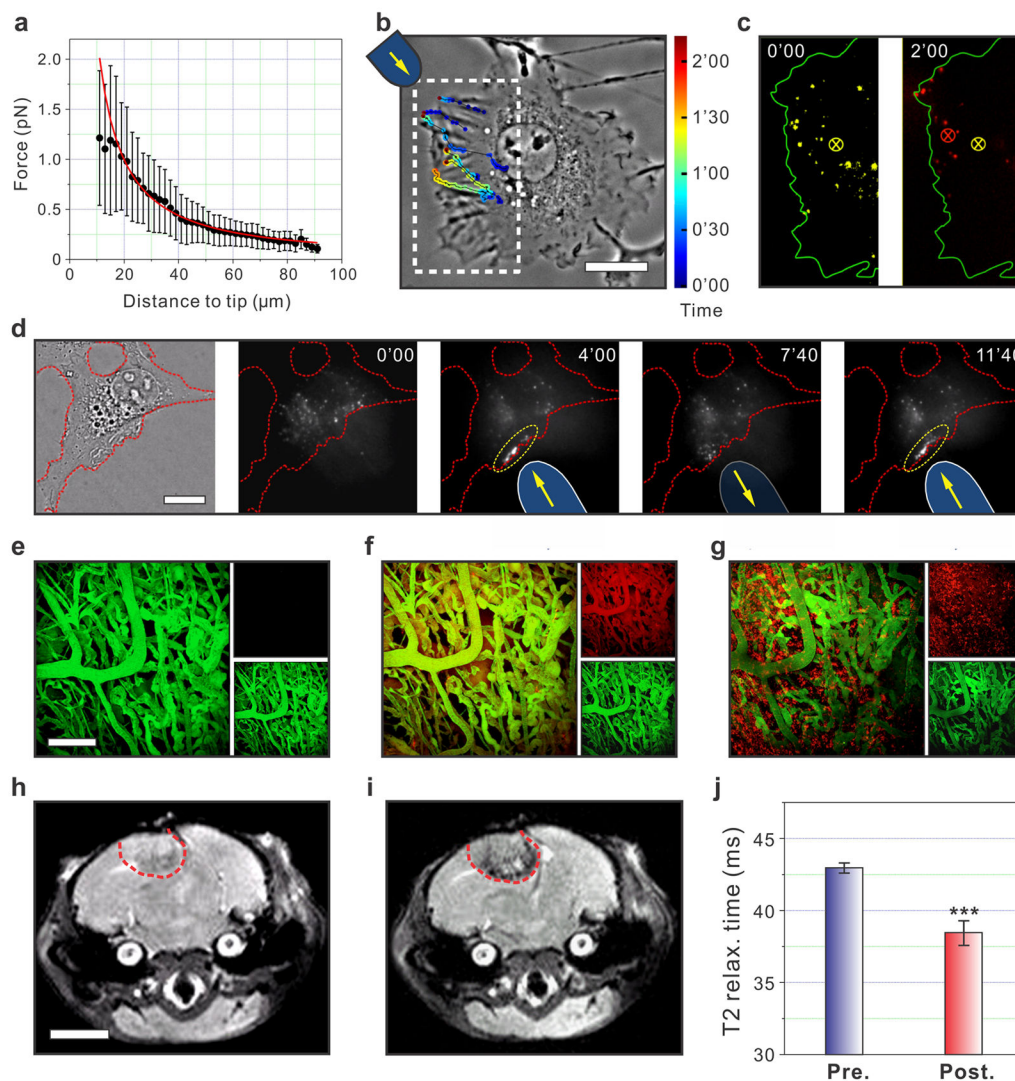 a
2.0
1.5
1.0
0.5
0
Force (pN)
0 20 40 60 80 100
Distance to tip (µm)
b
2’00
1’30
1’00
0’30
0’00
Time
c
0’00
2’00
d
0’00
4’00
7’40
11’40
e
f
g
h
i
j
T2 relax. time (ms)
45
40
35
30
***
Pre. Post.